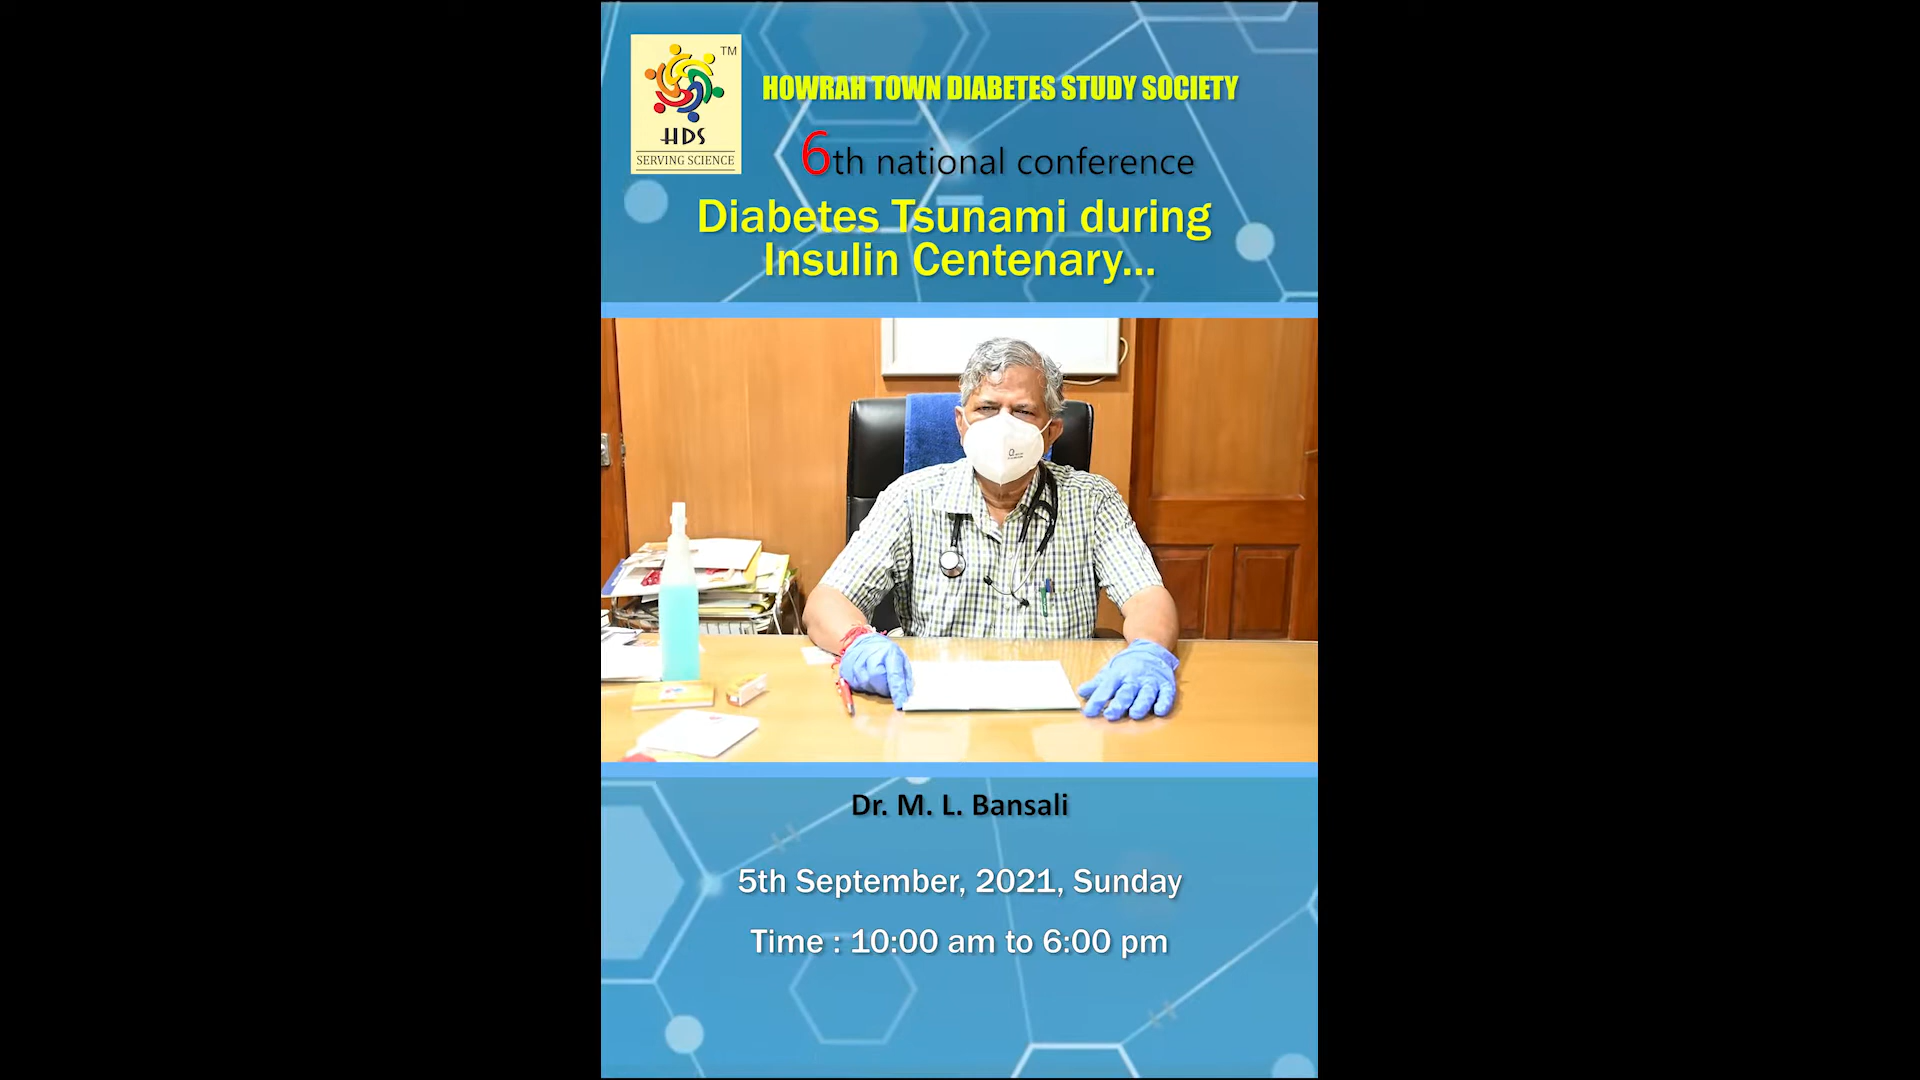 TM
HDS
SERVING SCIENCE
HOWRAH TOWN DIABETES STUDY SOCIETY
6th national conference
Diabetes Tsunami during
Insulin Centenary...
Dr. M. L. Bansali
5th September, 2021, Sunday
Time : 10:00 am to 6:00 pm